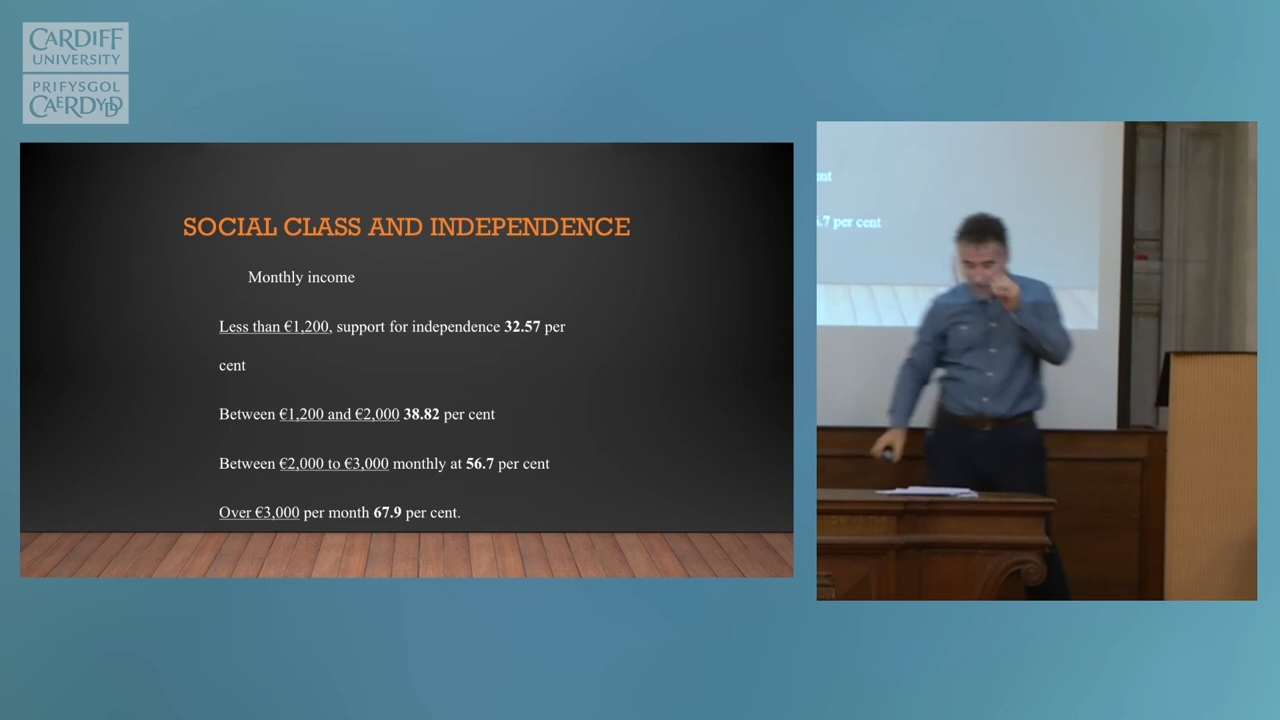 CARDIFF
UNIVERSITY
PRIFYSGOL
CAERDYDD
SOCIAL CLASS AND INDEPENDENCE
Monthly income
Less than €1,200, support for independence 32.57 per
cent
Between €1,200 and €2,000 38.82 per cent
Between €2,000 to €3,000 monthly at 56.7 per cent
Over €3,000 per month 67.9 per cent.
.7 per cent